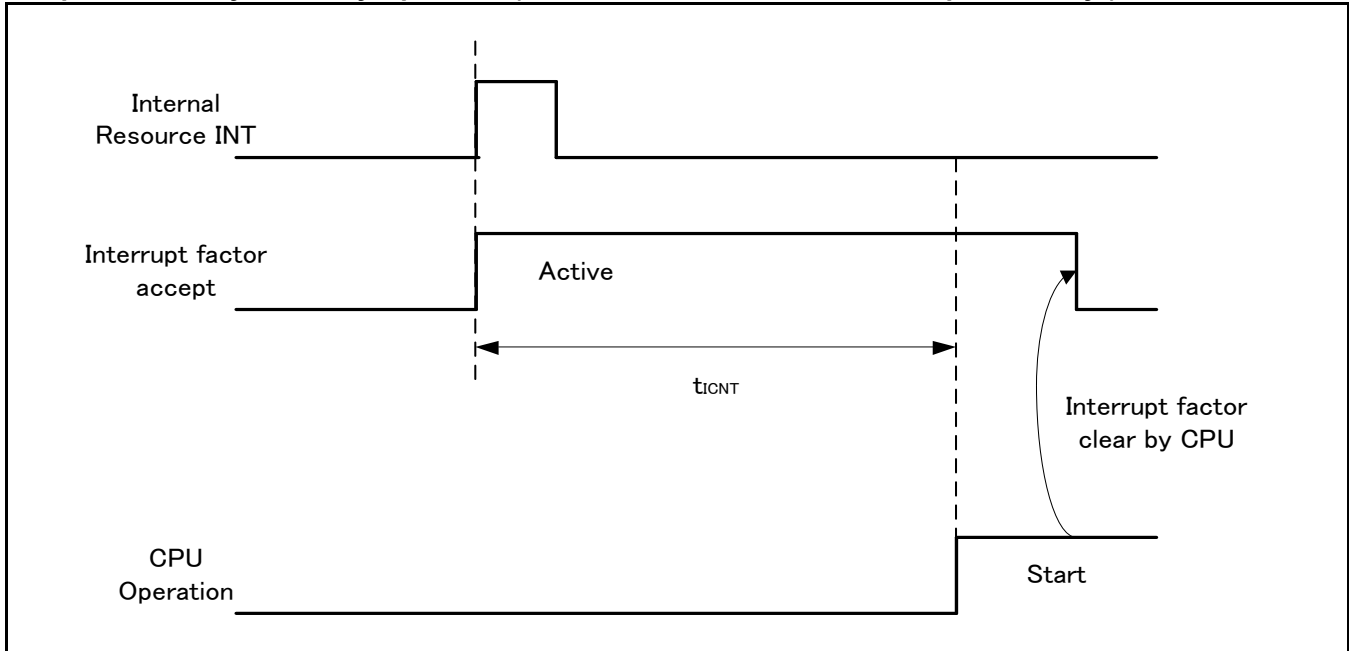 Internal
Resource INT
Interrupt factor
accept
Active
tICNT
Interrupt factor
clear by CPU
CPU
Operation
Start